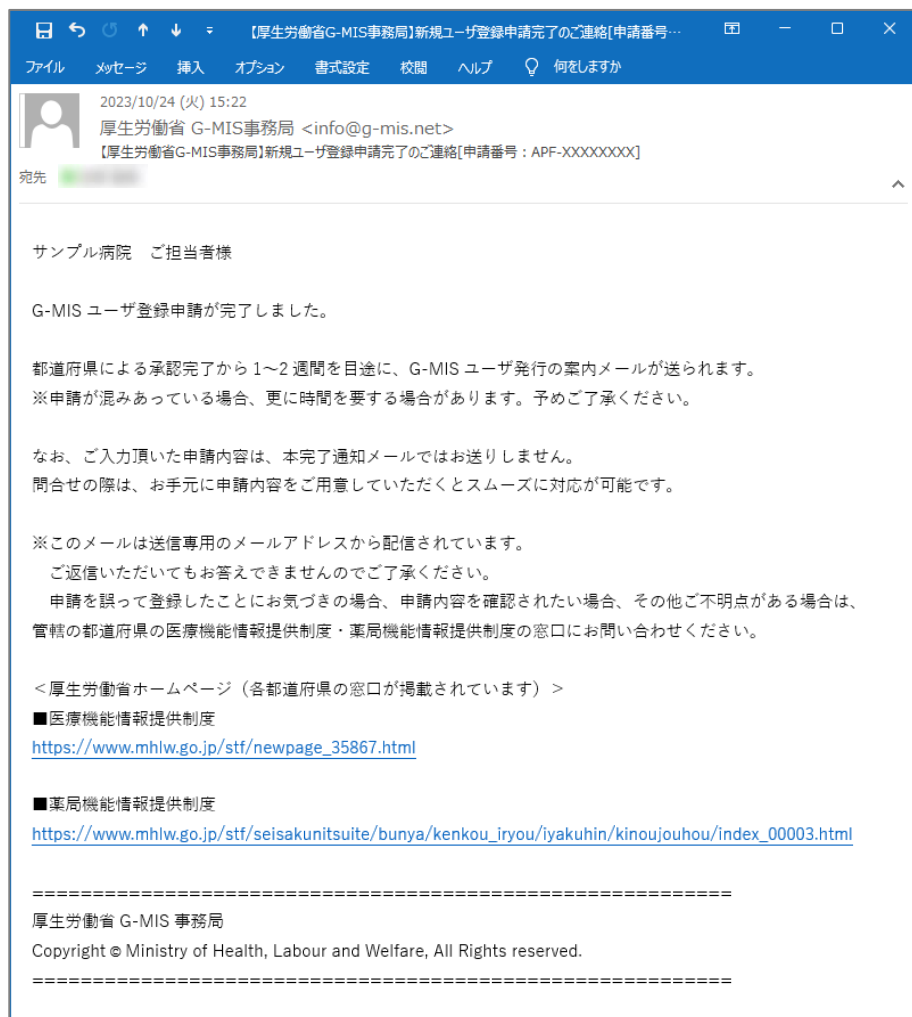 【厚生労働省G-MIS事務局】新規ユーザ登録申請完了のご連絡[申請番号…
ファイル メッセージ 挿入 オプション 書式設定 校閲 ヘルプ 何をしますか
2023/10/24 (火) 15:22
厚生労働省 G-MIS事務局 <info@g-mis.net>
【厚生労働省G-MIS事務局】新規ユーザ登録申請完了のご連絡[申請番号：APF-XXXXXXXX]
宛先
サンプル病院　ご担当者様
G-MIS ユーザ登録申請が完了しました。
都道府県による承認完了から 1～2 週間を目途に、G-MIS ユーザ発行の案内メールが送られます。
※申請が混みあっている場合、更に時間を要する場合があります。予めご了承ください。
なお、ご入力頂いた申請内容は、本完了通知メールではお送りしません。
問合せの際は、お手元に申請内容をご用意していただくとスムーズに対応が可能です。
※このメールは送信専用のメールアドレスから配信されています。
ご返信いただいてもお答えできませんのでご了承ください。
申請を誤って登録したことにお気づきの場合、申請内容を確認されたい場合、その他ご不明点がある場合は、
管轄の都道府県の医療機能情報提供制度・薬局機能情報提供制度の窓口にお問い合わせください。
＜厚生労働省ホームページ（各都道府県の窓口が掲載されています）＞
■医療機能情報提供制度
https://www.mhlw.go.jp/stf/newpage_35867.html
■薬局機能情報提供制度
https://www.mhlw.go.jp/stf/seisakunitsuite/bunya/kenkou_iryou/iyakuhin/kinoujouhou/index_00003.html
==========================================================
厚生労働省 G-MIS 事務局
Copyright © Ministry of Health, Labour and Welfare, All Rights reserved.
==========================================================